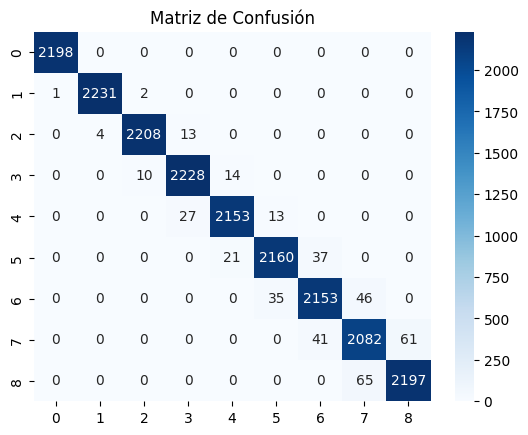 Matriz de Confusión
0 2198 0 0 0 0 0 0 0 0
1 1 2231 2 0 0 0 0 0 0
2 0 4 2208 13 0 0 0 0 0
3 0 0 10 2228 14 0 0 0 0
4 0 0 0 27 2153 13 0 0 0
5 0 0 0 0 21 2160 37 0 0
6 0 0 0 0 0 35 2153 46 0
7 0 0 0 0 0 0 41 2082 61
8 0 0 0 0 0 0 0 65 2197
0 1 2 3 4 5 6 7 8
2000
1750
1500
1250
1000
750
500
250
0